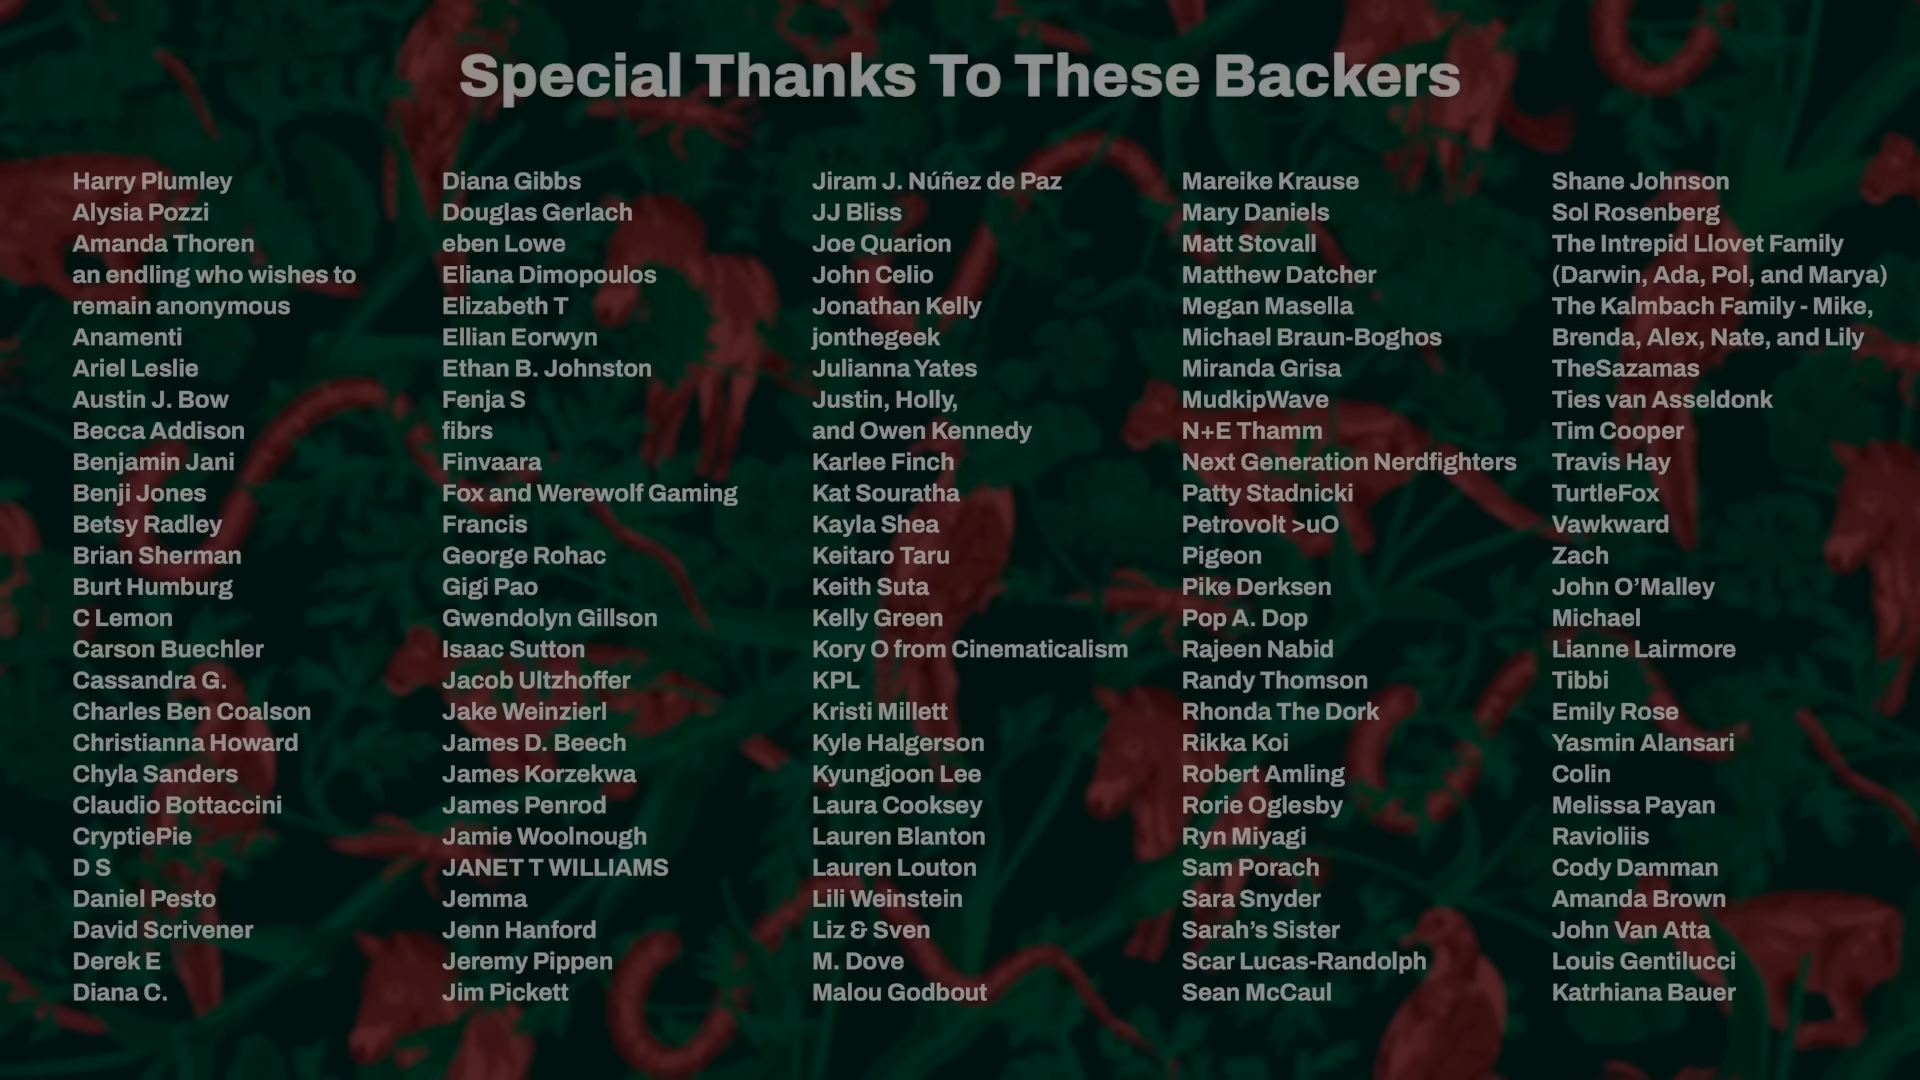 Special Thanks To These Backers
Harry Plumley
Alysia Pozzi
Amanda Thoren
an endling who wishes to
remain anonymous
Anamenti
Ariel Leslie
Austin J. Bow
Becca Addison
Benjamin Jani
Benji Jones
Betsy Radley
Brian Sherman
Burt Humburg
C Lemon
Carson Buechler
Cassandra G.
Charles Ben Coalson
Christianna Howard
Chyla Sanders
Claudio Bottaccini
CryptiePie
D S
Daniel Pesto
David Scrivener
Derek E
Diana C.
Diana Gibbs
Douglas Gerlach
eben Lowe
Eliana Dimopoulos
Elizabeth T
Ellian Eorwyn
Ethan B. Johnston
Fenja S
fibrs
Finvaara
Fox and Werewolf Gaming
Francis
George Rohac
Gigi Pao
Gwendolyn Gillson
Isaac Sutton
Jacob Ultzhoffer
Jake Weinzierl
James D. Beech
James Korzekwa
James Penrod
Jamie Woolnough
JANET T WILLIAMS
Jemma
Jenn Hanford
Jeremy Pippen
Jim Pickett
Jiram J. Núñez de Paz
JJ Bliss
Joe Quarion
John Celio
Jonathan Kelly
jonthegeek
Julianna Yates
Justin, Holly,
and Owen Kennedy
Karlee Finch
Kat Souratha
Kayla Shea
Keitaro Taru
Keith Suta
Kelly Green
Kory O from Cinematicalism
KPL
Kristi Millett
Kyle Halgerson
Kyungjoon Lee
Laura Cooksey
Lauren Blanton
Lauren Louton
Lili Weinstein
Liz & Sven
M. Dove
Malou Godbout
Mareike Krause
Mary Daniels
Matt Stovall
Matthew Datcher
Megan Masella
Michael Braun-Boghos
Miranda Grisa
MudkipWave
N+E Thamm
Next Generation Nerdfighters
Patty Stadnicki
Petrovolt >uO
Pigeon
Pike Derksen
Pop A. Dop
Rajeen Nabid
Randy Thomson
Rhonda The Dork
Rikka Koi
Robert Amling
Rorie Oglesby
Ryn Miyagi
Sam Porach
Sara Snyder
Sarah’s Sister
Scar Lucas-Randolph
Sean McCaul
Shane Johnson
Sol Rosenberg
The Intrepid Llovet Family
(Darwin, Ada, Pol, and Marya)
The Kalmbach Family - Mike,
Brenda, Alex, Nate, and Lily
TheSazamas
Ties van Asseldonk
Tim Cooper
Travis Hay
TurtleFox
Vawkward
Zach
John O’Malley
Michael
Lianne Lairmore
Tibbi
Emily Rose
Yasmin Alansari
Colin
Melissa Payan
Ravioliis
Cody Damman
Amanda Brown
John Van Atta
Louis Gentilucci
Katrhiana Bauer